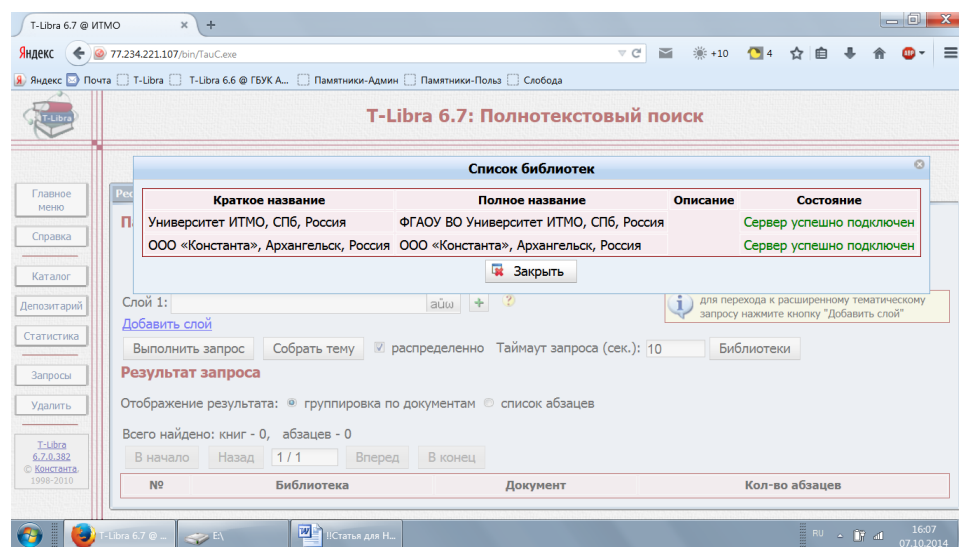 T-Libra 6.7 @ ИТМО
Яндекс 77.234.221.107/bin/TauC.exe +10 4 ABP
Яндекс Почта T-Libra T-Libra 6.6 @ ГБУК А... Памятники-Админ Памятники-Польз Слобода
T-Libra
T-Libra 6.7: Полнотекстовый поиск
Список библиотек
Краткое название Полное название Описание Состояние
Университет ИТМО, СПб, Россия ФГАОУ ВО Университет ИТМО, СПб, Россия Сервер успешно подключен
ООО «Константа», Архангельск, Россия ООО «Константа», Архангельск, Россия Сервер успешно подключен
Закрыть
Главное
меню
Справка
Каталог
Депозитарий
Статистика
Запросы
Удалить
T-Libra
6.7.0.382
© Константа,
1998-2010
Слой 1: аûω + ?
для перехода к расширенному тематическому
запросу нажмите кнопку "Добавить слой"
Добавить слой
Выполнить запрос Собрать тему распределенно Таймаут запроса (сек.): 10 Библиотеки
Результат запроса
Отображение результата: группировка по документам список абзацев
Всего найдено: книг - 0, абзацев - 0
В начало Назад 1 / 1 Вперед В конец
№ Библиотека Документ Кол-во абзацев
T-Libra 6.7 @ ... E:\ !!Статья для Н... RU 16:07
07.10.2014